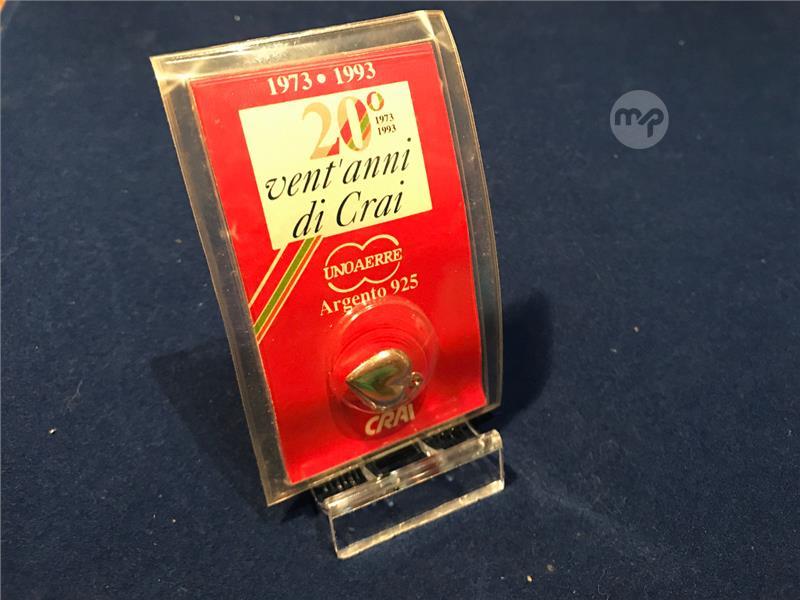 1973 • 1993
20°
1973
1993
vent'anni
di Crai
UNOAERRE
Argento 925
CRAI
mp